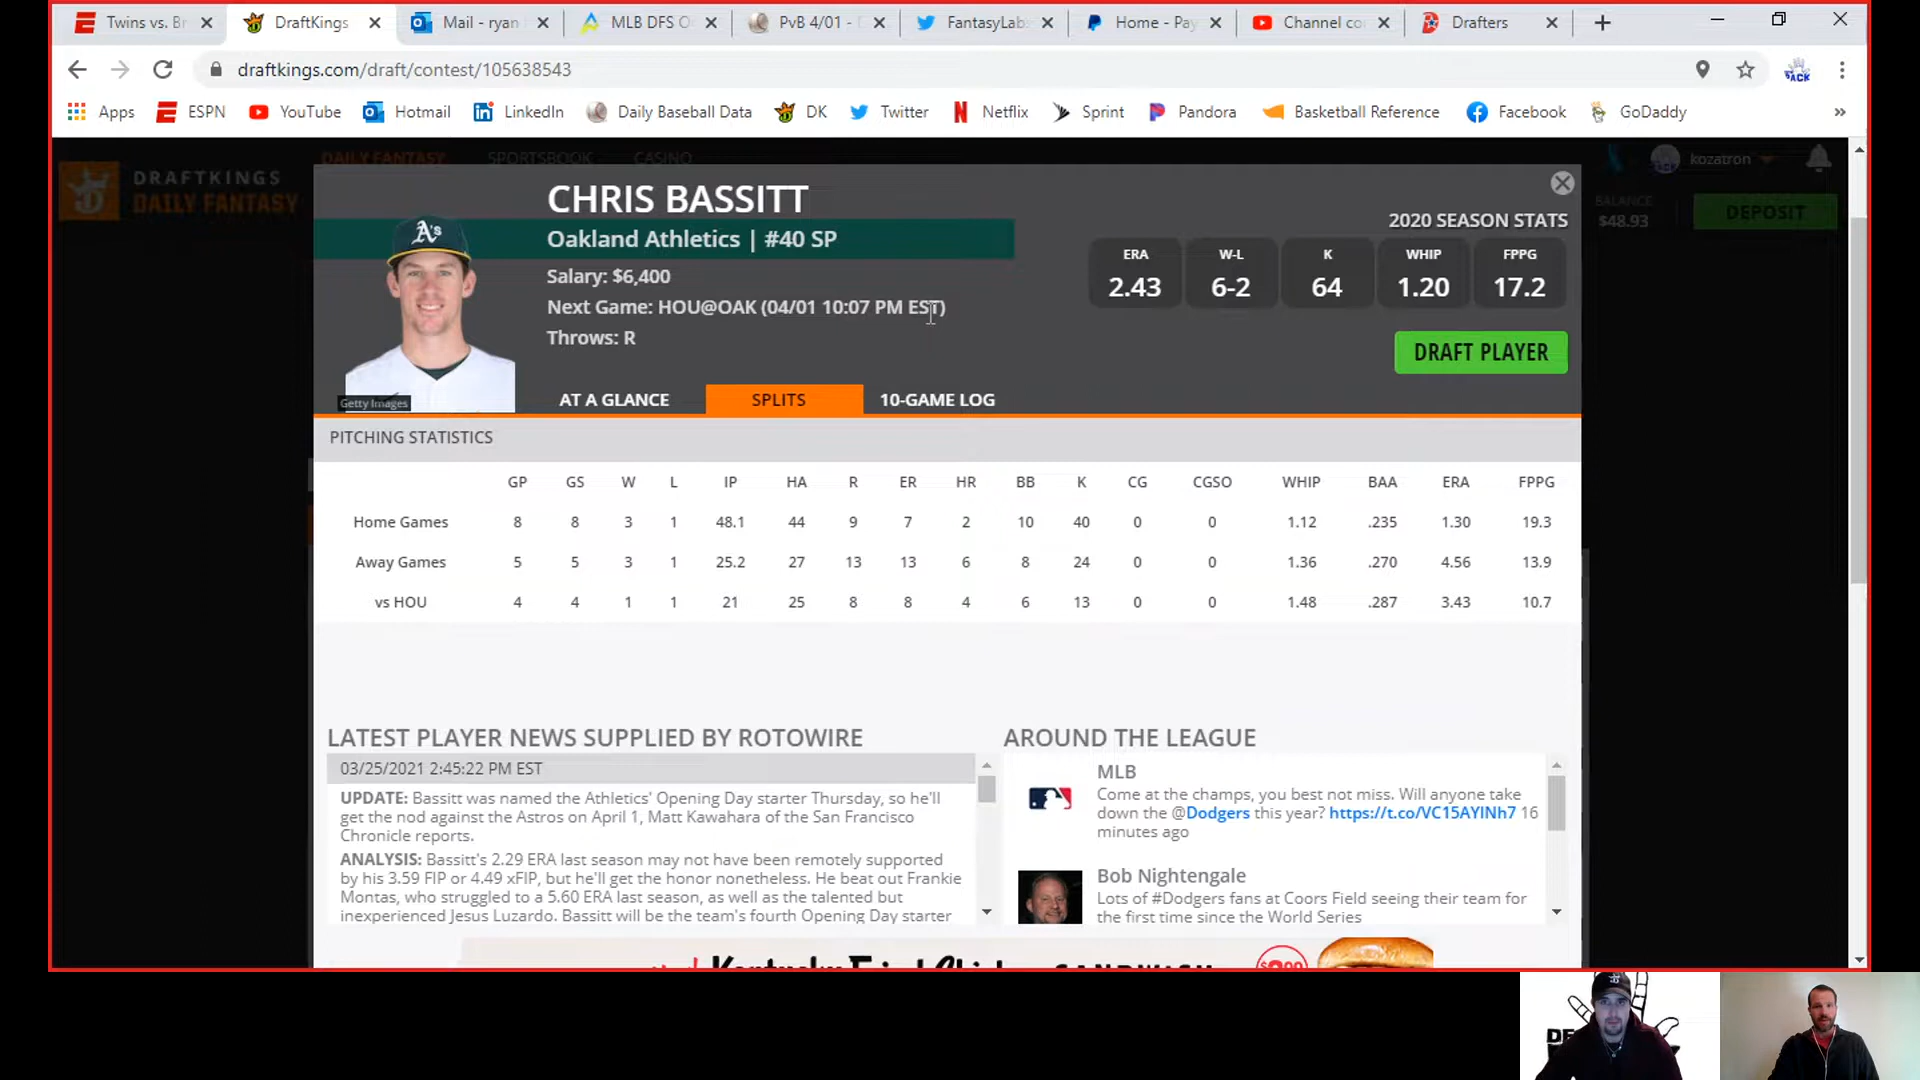 Twins vs. Br
DraftKings
Mail - ryan
MLB DFS O
PvB 4/01 -
FantasyLab
Home - Pay
Channel co
Drafters
draftkings.com/draft/contest/105638543
Apps
ESPN
YouTube
Hotmail
LinkedIn
Daily Baseball Data
DK
Twitter
Netflix
Sprint
Pandora
Basketball Reference
Facebook
GoDaddy
»
DRAFTKINGS
DAILY FANTASY
DAILY FANTASY
SPORTSBOOK
CASINO
kozatron
BALANCE
$48.93
DEPOSIT
CHRIS BASSITT
Oakland Athletics | #40 SP
Salary: $6,400
Next Game: HOU@OAK (04/01 10:07 PM EST)
Throws: R
Getty Images
2020 SEASON STATS
ERA W-L K WHIP FPPG
2.43 6-2 64 1.20 17.2
DRAFT PLAYER
AT A GLANCE SPLITS 10-GAME LOG
PITCHING STATISTICS
GP GS W L IP HA R ER HR BB K CG CGSO WHIP BAA ERA FPPG
Home Games 8 8 3 1 48.1 44 9 7 2 10 40 0 0 1.12 .235 1.30 19.3
Away Games 5 5 3 1 25.2 27 13 13 6 8 24 0 0 1.36 .270 4.56 13.9
vs HOU 4 4 1 1 21 25 8 8 4 6 13 0 0 1.48 .287 3.43 10.7
LATEST PLAYER NEWS SUPPLIED BY ROTOWIRE
03/25/2021 2:45:22 PM EST
UPDATE: Bassitt was named the Athletics' Opening Day starter Thursday, so he'll
get the nod against the Astros on April 1, Matt Kawahara of the San Francisco
Chronicle reports.
ANALYSIS: Bassitt's 2.29 ERA last season may not have been remotely supported
by his 3.59 FIP or 4.49 xFIP, but he'll get the honor nonetheless. He beat out Frankie
Montas, who struggled to a 5.60 ERA last season, as well as the talented but
inexperienced Jesus Luzardo. Bassitt will be the team's fourth Opening Day starter
AROUND THE LEAGUE
MLB
Come at the champs, you best not miss. Will anyone take
down the @Dodgers this year? https://t.co/VC15AYINh7 16
minutes ago
Bob Nightengale
Lots of #Dodgers fans at Coors Field seeing their team for
the first time since the World Series
Kentucky Fried Chicken SANDWICH